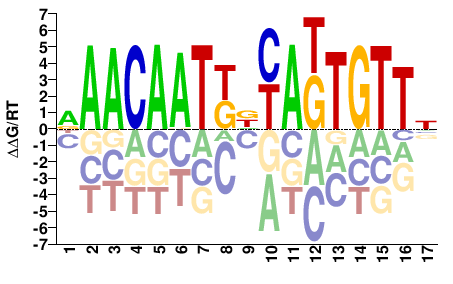 ΔΔG/RT
7
6
5
4
3
2
1
0
-1
-2
-3
-4
-5
-6
-7
A A A C A A T T G C A T T G T T T
G T T G
C G G A C C A A C G G A G A A C
C C G G T C C A C C A C C A
T T T T G T C T G G
1 2 3 4 5 6 7 8 9 10 11 12 13 14 15 16 17